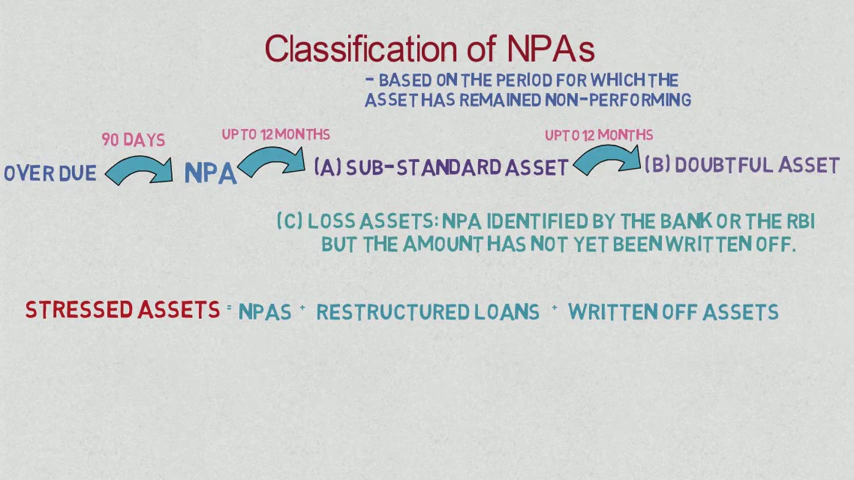 Classification of NPAs
- BASED ON THE PERIOD FOR WHICH THE
ASSET HAS REMAINED NON-PERFORMING
90 DAYS
UPTO 12 MONTHS
UPTO 12 MONTHS
OVER DUE
NPA
(A) SUB-STANDARD ASSET
(B) DOUBTFUL ASSET
(C) LOSS ASSETS: NPA IDENTIFIED BY THE BANK OR THE RBI
BUT THE AMOUNT HAS NOT YET BEEN WRITTEN OFF.
STRESSED ASSETS = NPAS + RESTRUCTURED LOANS + WRITTEN OFF ASSETS